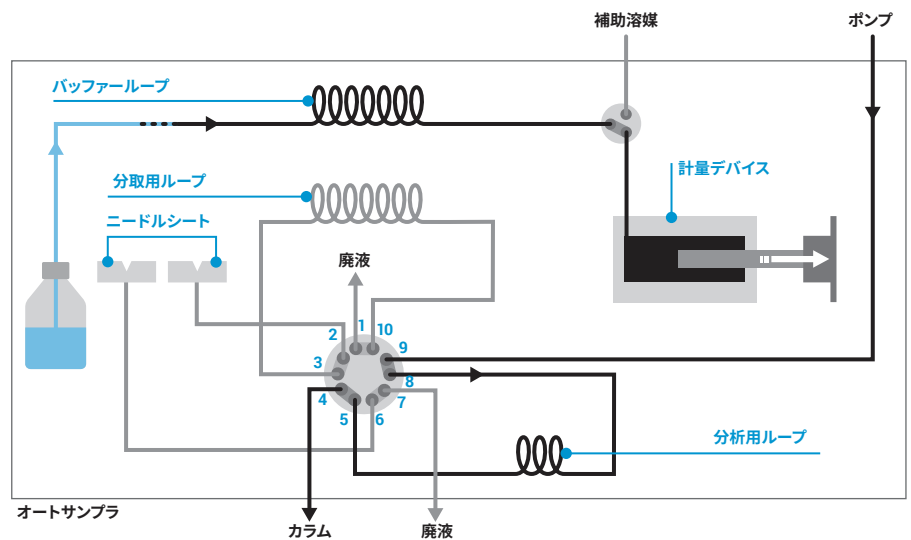 補助溶媒
ポンプ
バッファーループ
計量デバイス
分取用ループ
ニードルシート
廃液
1
10
2
9
3
8
4
7
5
6
分析用ループ
オートサンプラ
カラム
廃液